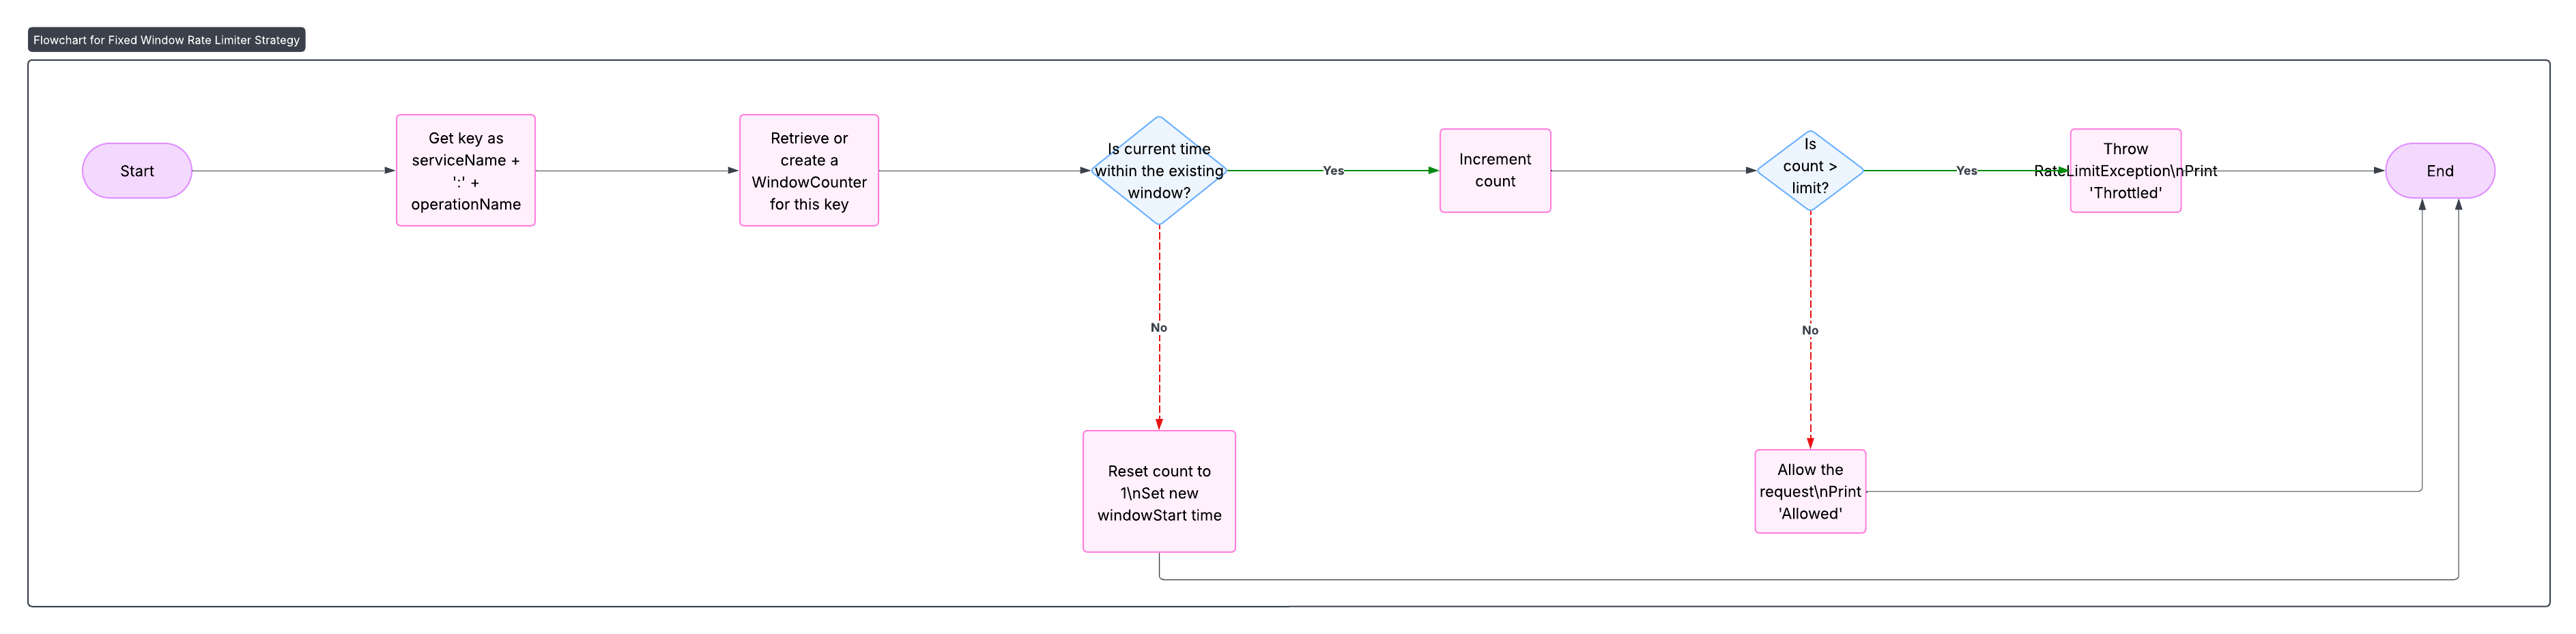 Flowchart for Fixed Window Rate Limiter Strategy
Start
Get key as
serviceName +
':' +
operationName
Retrieve or
create a
WindowCounter
for this key
Is current time
within the existing
window?
Yes
Increment
count
Is
count >
limit?
Yes
Throw
RateLimitException\nPrint
'Throttled'
End
No
No
Reset count to
1\nSet new
windowStart time
Allow the
request\nPrint
'Allowed'